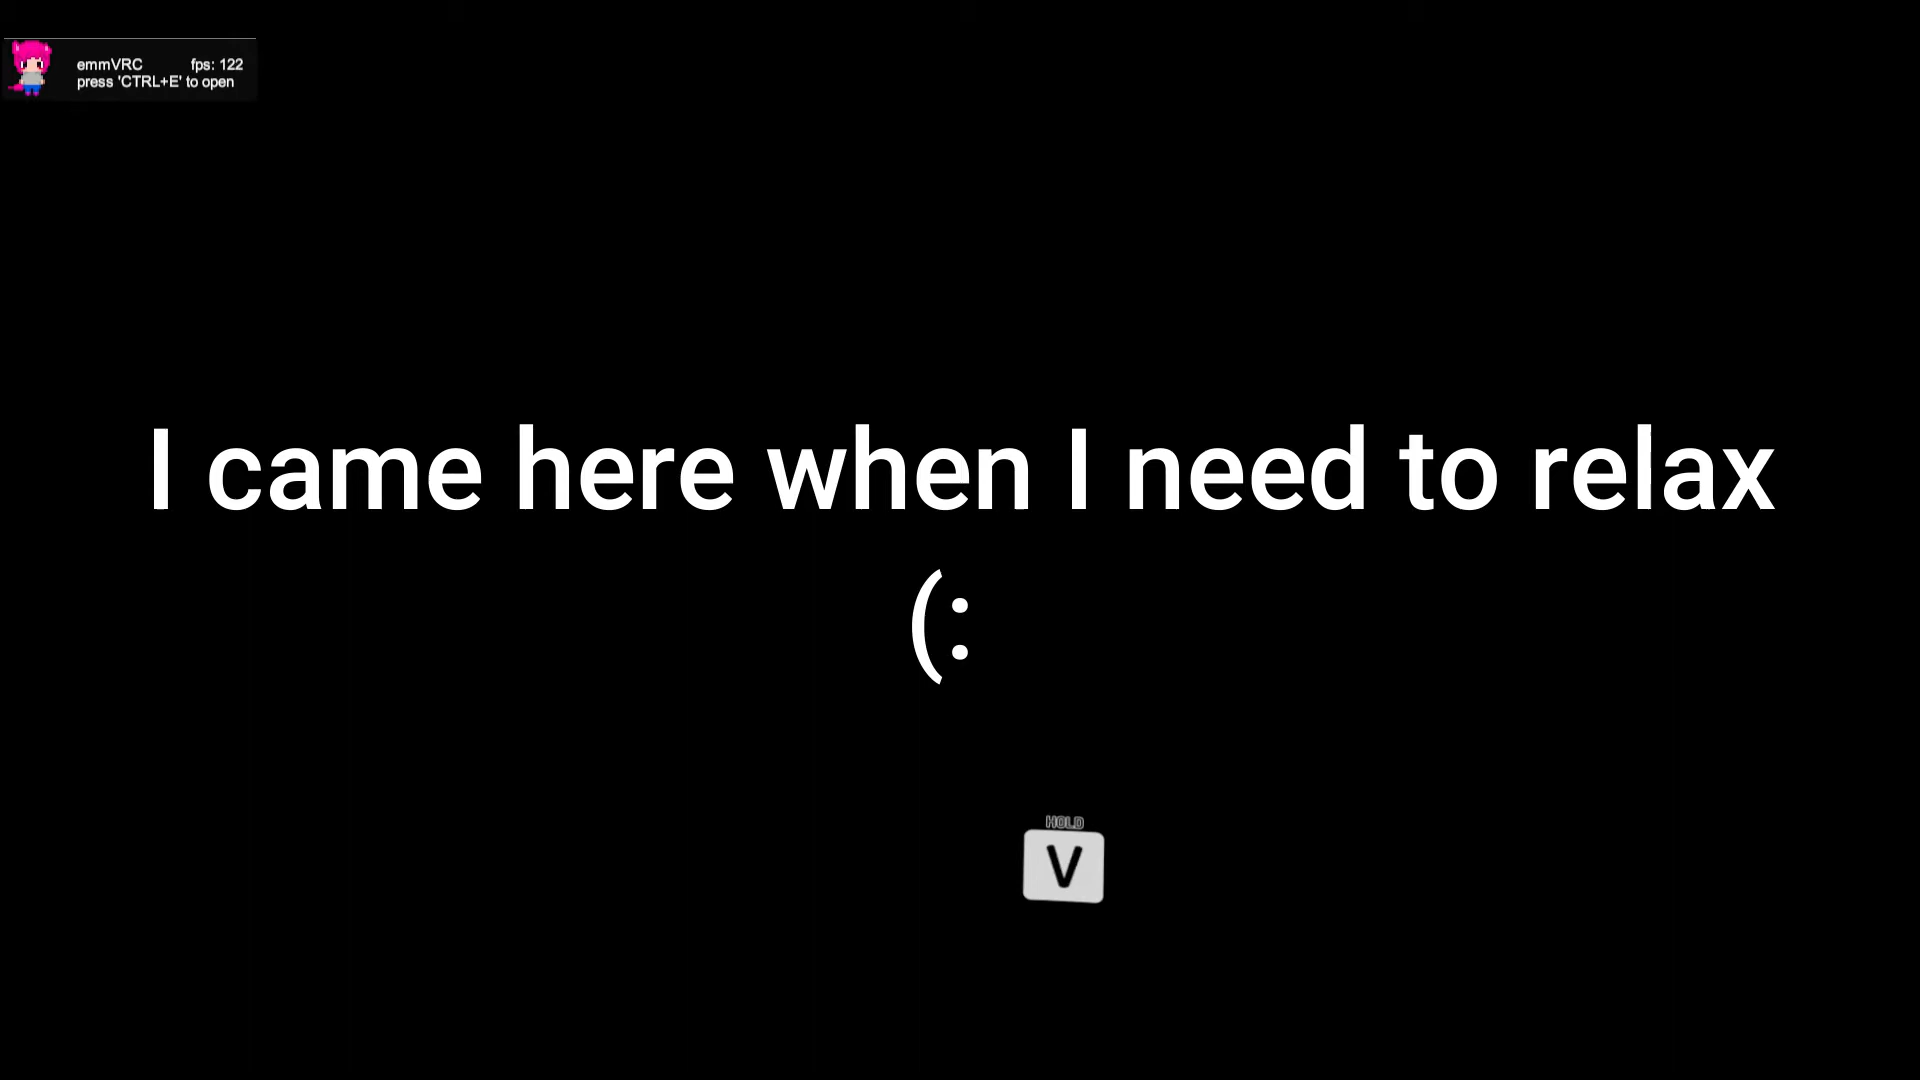 emmVRC fps: 122
press 'CTRL+E' to open
I came here when I need to relax
(:
HOLD
V